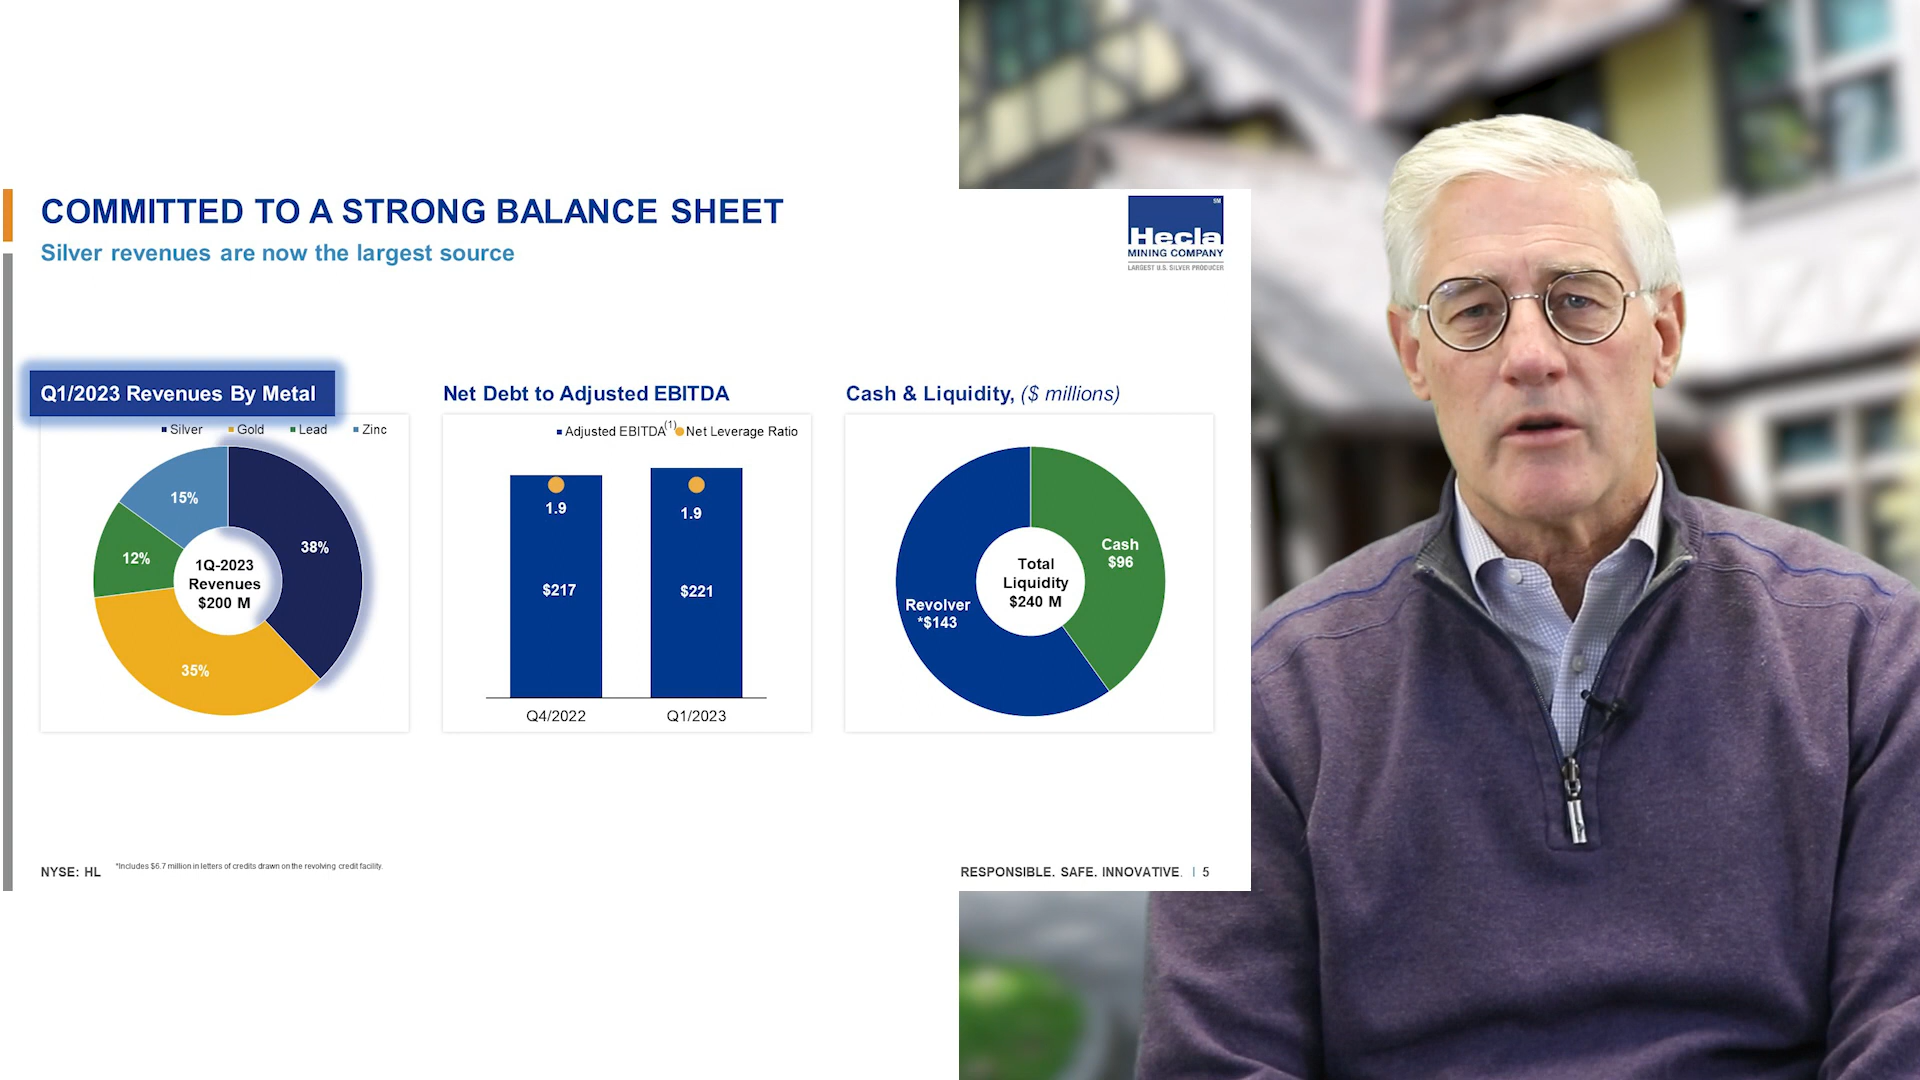 COMMITTED TO A STRONG BALANCE SHEET
Silver revenues are now the largest source
SM
Hecla
MINING COMPANY
LARGEST U.S. SILVER PRODUCER
Q1/2023 Revenues By Metal
Silver Gold Lead Zinc
15%
38%
12%
35%
1Q-2023
Revenues
$200 M
Net Debt to Adjusted EBITDA
Adjusted EBITDA(1) Net Leverage Ratio
1.9 1.9
$217 $221
Q4/2022 Q1/2023
Cash & Liquidity, ($ millions)
Cash
$96
Total
Liquidity
$240 M
Revolver
*$143
NYSE: HL
*Includes $6.7 million in letters of credits drawn on the revolving credit facility.
RESPONSIBLE. SAFE. INNOVATIVE. | 5